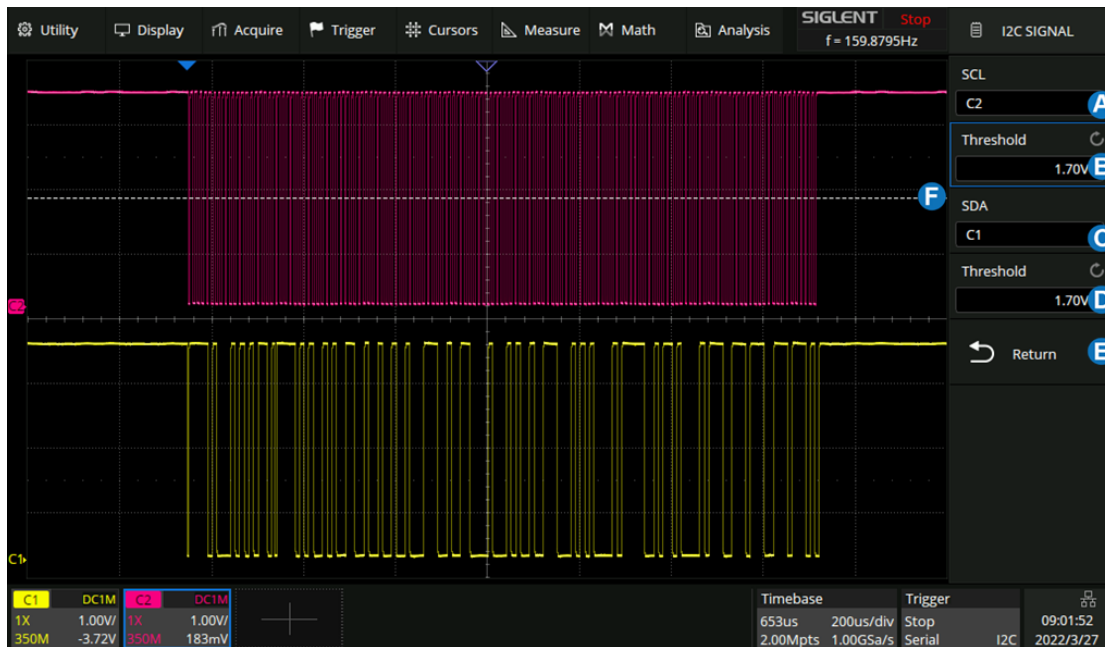 Utility Display Acquire Trigger Cursors Measure Math Analysis
SIGLENT Stop
f = 159.8795Hz
I2C SIGNAL
SCL
C2 A
Threshold
1.70V B
F
SDA
C1 C
Threshold
1.70V D
Return E
C2
C1
C1 DC1M
1X 1.00V/
350M -3.72V
C2 DC1M
1X 1.00V/
350M 183mV
Timebase
653us 200us/div
2.00Mpts 1.00GSa/s
Trigger
Stop
Serial I2C
09:01:52
2022/3/27